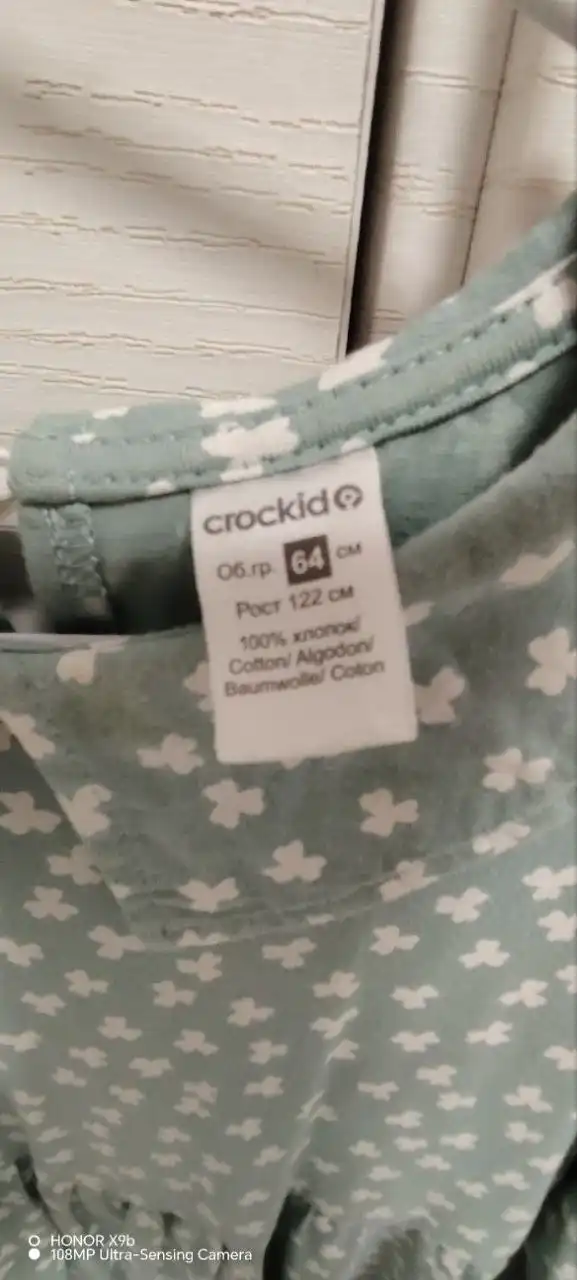 crockid
Об.гр. 64 см
Рост 122 см
100% хлопок/
Cotton/ Algodon/
Baumwolle/ Coton
HONOR X9b
108MP Ultra-Sensing Camera